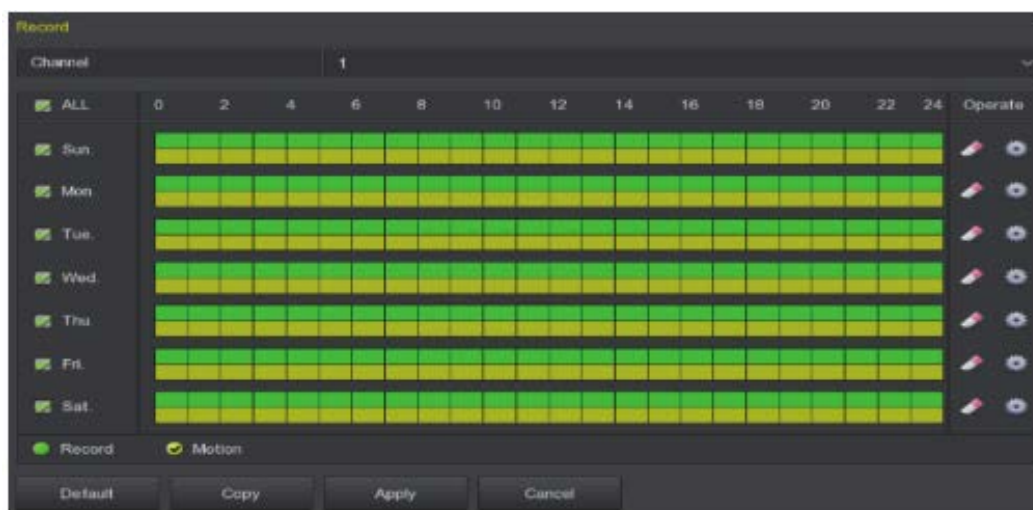 Record
Channel 1
ALL 0 2 4 6 8 10 12 14 16 18 20 22 24 Operate
Sun.
Mon.
Tue.
Wed.
Thu.
Fri.
Sat.
Record Motion
Default Copy Apply Cancel